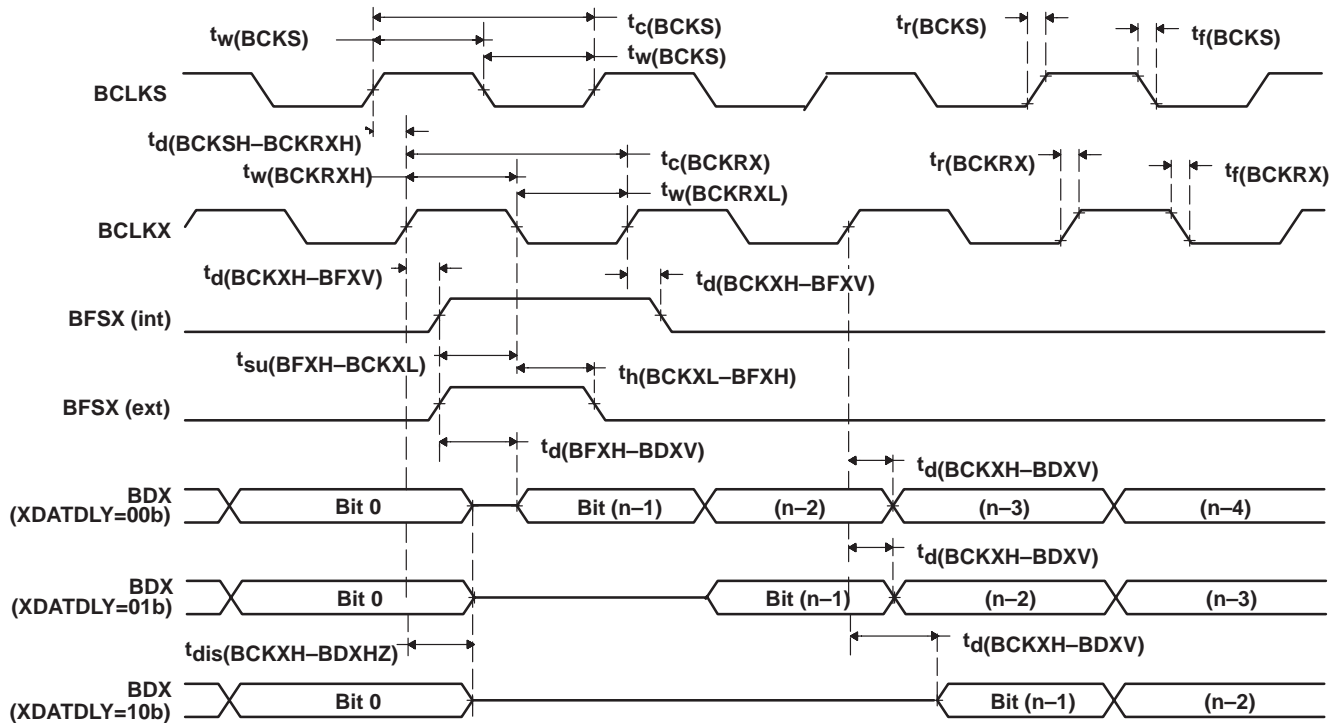 tc(BCKS)
tr(BCKS)
tf(BCKS)
tw(BCKS)
tw(BCKS)
BCLKS
td(BCKSH–BCKRXH)
tc(BCKRX)
tr(BCKRX)
tf(BCKRX)
tw(BCKRXH)
tw(BCKRXL)
BCLKX
td(BCKXH–BFXV)
td(BCKXH–BFXV)
BFSX (int)
tsu(BFXH–BCKXL)
th(BCKXL–BFXH)
BFSX (ext)
td(BFXH–BDXV)
td(BCKXH–BDXV)
BDX
(XDATDLY=00b)
Bit 0
Bit (n–1)
(n–2)
(n–3)
(n–4)
td(BCKXH–BDXV)
BDX
(XDATDLY=01b)
Bit 0
Bit (n–1)
(n–2)
(n–3)
tdis(BCKXH–BDXHZ)
td(BCKXH–BDXV)
BDX
(XDATDLY=10b)
Bit 0
Bit (n–1)
(n–2)